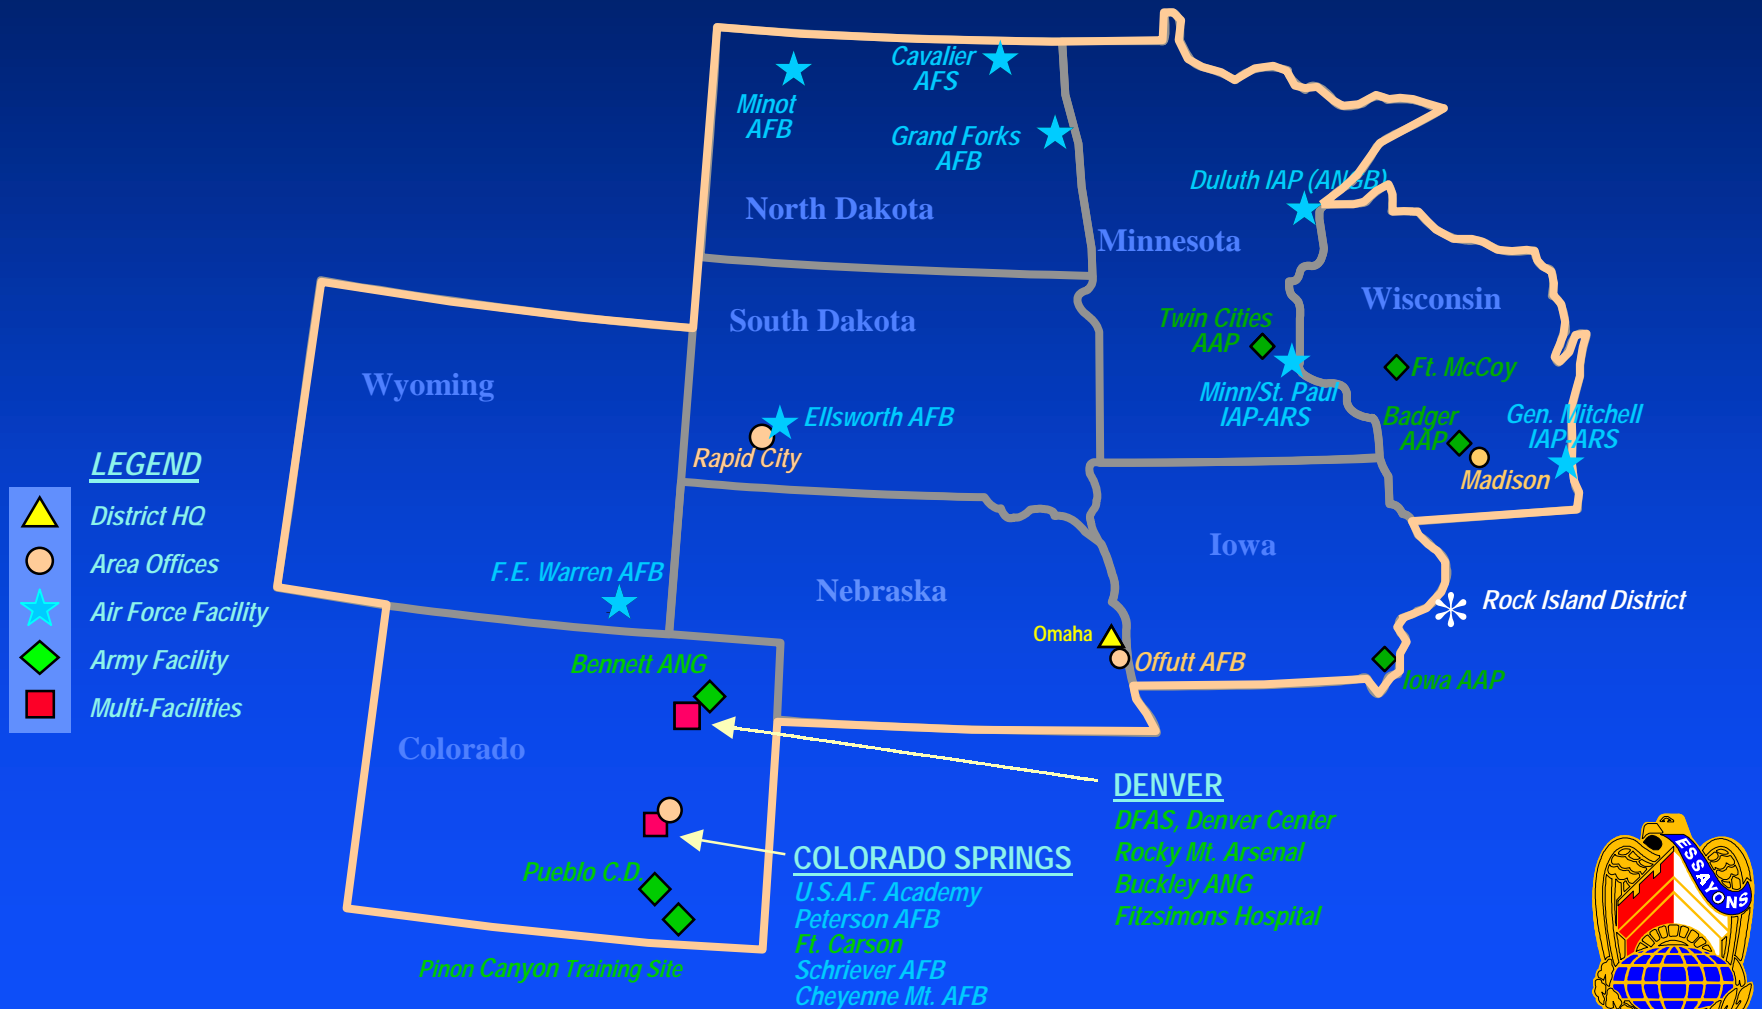 Cavalier
AFS
Minot
AFB
Grand Forks
AFB
Duluth IAP (ANGB)
North Dakota
Minnesota
South Dakota
Wisconsin
Twin Cities
AAP
Wyoming
Ft. McCoy
Minn/St. Paul
IAP-ARS
Ellsworth AFB
Rapid City
Badger
AAP
Gen. Mitchell
IAP-ARS
Madison
LEGEND
District HQ
Area Offices
Air Force Facility
Army Facility
Multi-Facilities
Iowa
F.E. Warren AFB
Nebraska
Rock Island District
Omaha
Offutt AFB
Iowa AAP
Bennett ANG
Colorado
DENVER
DFAS, Denver Center
Rocky Mt. Arsenal
Buckley ANG
Fitzsimons Hospital
COLORADO SPRINGS
U.S.A.F. Academy
Peterson AFB
Ft. Carson
Schriever AFB
Cheyenne Mt. AFB
Pueblo C.D.
Pinon Canyon Training Site
ESSAYONS